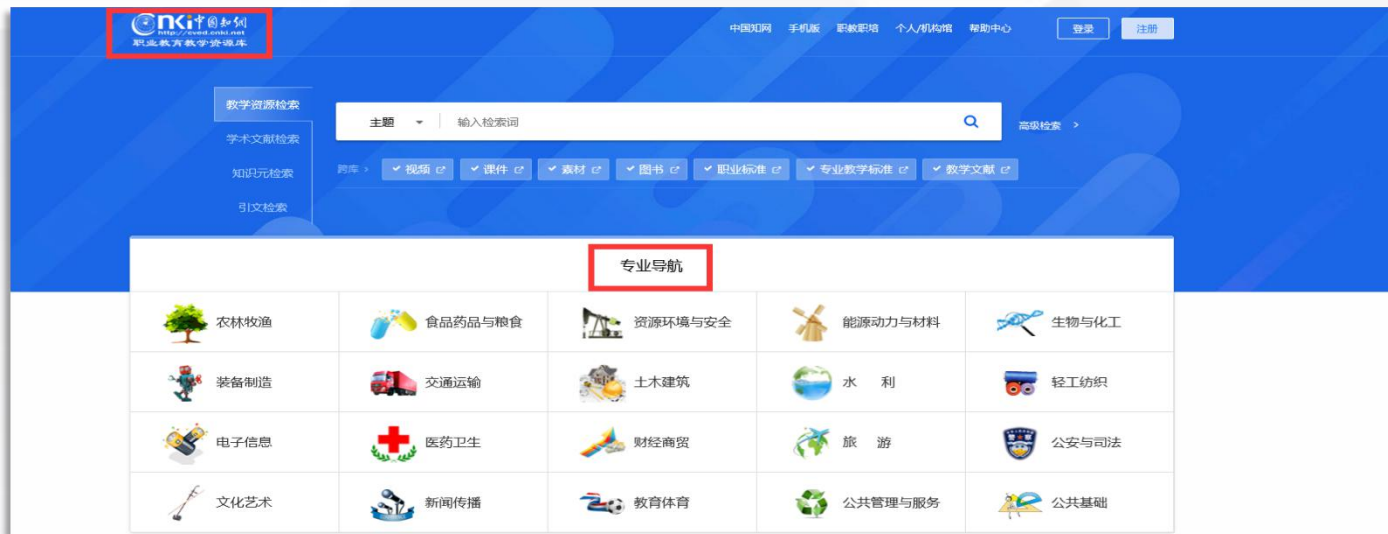 cnki中国知网
http://cved.cnki.net
职业教育教学资源库
中国知网 手机版 职教职培 个人/机构馆 帮助中心 登录 注册
教学资源检索
学术文献检索
知识元检索
引文检索
主题 输入检索词 高级检索 >
跨库 > 视频 课件 素材 图书 职业标准 专业教学标准 教学文献
专业导航
农林牧渔 食品药品与粮食 资源环境与安全 能源动力与材料 生物与化工
装备制造 交通运输 土木建筑 水 利 轻工纺织
电子信息 医药卫生 财经商贸 旅 游 公安与司法
文化艺术 新闻传播 教育体育 公共管理与服务 公共基础